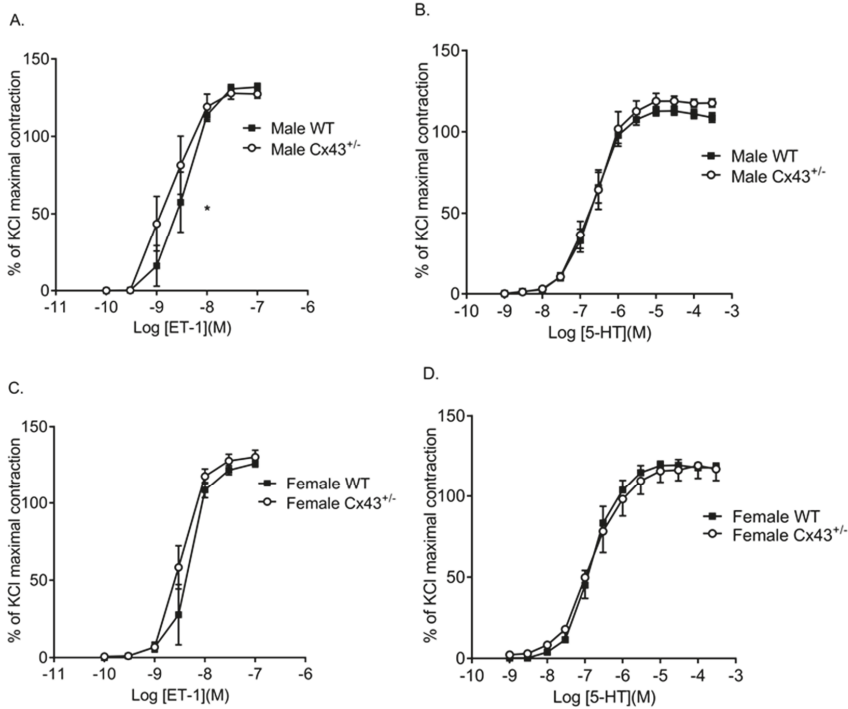 A.
% of KCl maximal contraction
150
100
50
0
-11 -10 -9 -8 -7 -6
Log [ET-1](M)
Male WT
Male Cx43+/-
*
B.
% of KCl maximal contraction
150
100
50
0
-10 -9 -8 -7 -6 -5 -4 -3
Log [5-HT](M)
Male WT
Male Cx43+/-
C.
% of KCl maximal contraction
150
100
50
0
-11 -10 -9 -8 -7 -6
Log [ET-1](M)
Female WT
Female Cx43+/-
D.
% of KCl maximal contraction
150
100
50
0
-10 -9 -8 -7 -6 -5 -4 -3
Log [5-HT](M)
Female WT
Female Cx43+/-